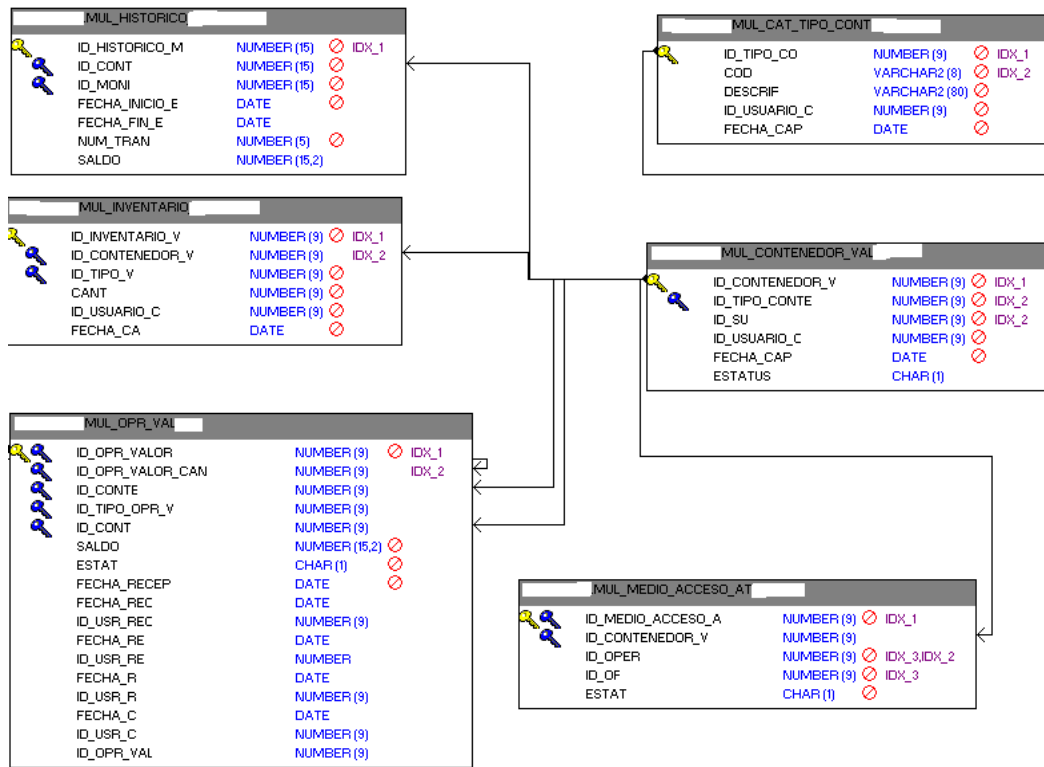 .MUL_HISTORICO
ID_HISTORICO_M NUMBER (15) IDX_1
ID_CONT NUMBER (15)
ID_MONI NUMBER (15)
FECHA_INICIO_E DATE
FECHA_FIN_E DATE
NUM_TRAN NUMBER (5)
SALDO NUMBER (15,2)
MUL_CAT_TIPO_CONT
ID_TIPO_CO NUMBER (9) IDX_1
COD VARCHAR2 (8) IDX_2
DESCRIF VARCHAR2 (80)
ID_USUARIO_C NUMBER (9)
FECHA_CAP DATE
MUL_INVENTARIO
ID_INVENTARIO_V NUMBER (9) IDX_1
ID_CONTENEDOR_V NUMBER (9) IDX_2
ID_TIPO_V NUMBER (9)
CANT NUMBER (9)
ID_USUARIO_C NUMBER (9)
FECHA_CA DATE
MUL_CONTENEDOR_VAL
ID_CONTENEDOR_V NUMBER (9) IDX_1
ID_TIPO_CONTE NUMBER (9) IDX_2
ID_SU NUMBER (9) IDX_2
ID_USUARIO_C NUMBER (9)
FECHA_CAP DATE
ESTATUS CHAR (1)
MUL_OPR_VAL
ID_OPR_VALOR NUMBER (9) IDX_1
ID_OPR_VALOR_CAN NUMBER (9) IDX_2
ID_CONTE NUMBER (9)
ID_TIPO_OPR_V NUMBER (9)
ID_CONT NUMBER (9)
SALDO NUMBER (15,2)
ESTAT CHAR (1)
FECHA_RECEP DATE
FECHA_REC DATE
ID_USR_REC NUMBER (9)
FECHA_RE DATE
ID_USR_RE NUMBER
FECHA_R DATE
ID_USR_R NUMBER (9)
FECHA_C DATE
ID_USR_C NUMBER (9)
ID_OPR_VAL NUMBER (9)
.MUL_MEDIO_ACCESO_AT
ID_MEDIO_ACCESO_A NUMBER (9) IDX_1
ID_CONTENEDOR_V NUMBER (9)
ID_OPER NUMBER (9) IDX_3,IDX_2
ID_OF NUMBER (9) IDX_3
ESTAT CHAR (1)